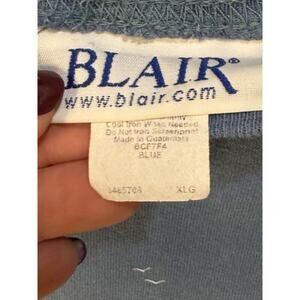 BLAIR®
www.blair.com
Cool Iron When Needed
Do Not Iron Screenprint
Made in Guatemala
BLUE
XLG